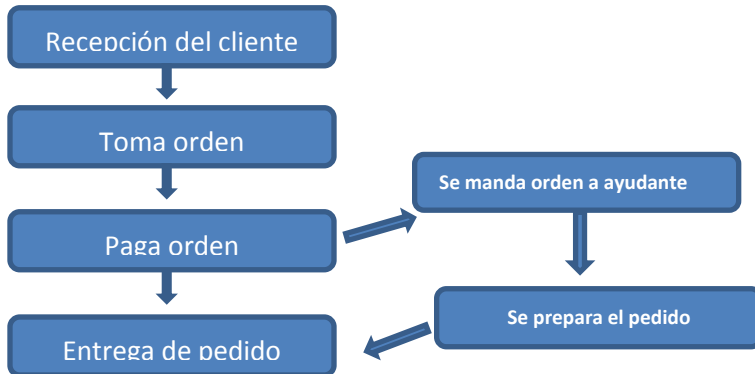 Recepción del cliente
Toma orden
Paga orden
Se manda orden a ayudante
Se prepara el pedido
Entrega de pedido